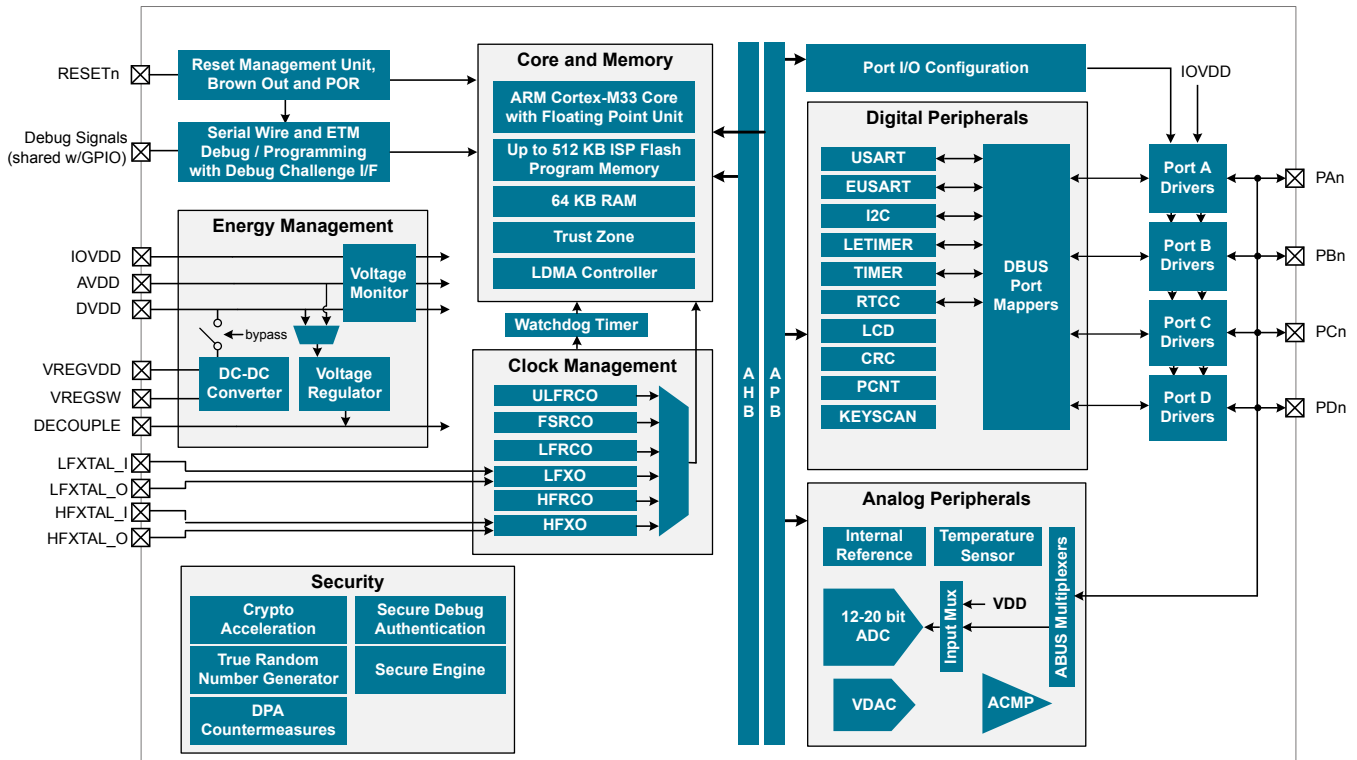 RESETn
Debug Signals
(shared w/GPIO)
Reset Management Unit,
Brown Out and POR
Serial Wire and ETM
Debug / Programming
with Debug Challenge I/F
Energy Management
IOVDD
AVDD
DVDD
VREGVDD
VREGSW
DECOUPLE
Voltage
Monitor
bypass
DC-DC
Converter
Voltage
Regulator
LFXTAL_I
LFXTAL_O
HFXTAL_I
HFXTAL_O
Security
Crypto
Acceleration
Secure Debug
Authentication
True Random
Number Generator
Secure Engine
DPA
Countermeasures
Core and Memory
ARM Cortex-M33 Core
with Floating Point Unit
Up to 512 KB ISP Flash
Program Memory
64 KB RAM
Trust Zone
LDMA Controller
Watchdog Timer
Clock Management
ULFRCO
FSRCO
LFRCO
LFXO
HFRCO
HFXO
AHB
APB
Port I/O Configuration
IOVDD
Digital Peripherals
USART
EUSART
I2C
LETIMER
TIMER
RTCC
LCD
CRC
PCNT
KEYSCAN
DBUS
Port
Mappers
Port A
Drivers
Port B
Drivers
Port C
Drivers
Port D
Drivers
PAn
PBn
PCn
PDn
Analog Peripherals
Internal
Reference
Temperature
Sensor
12-20 bit
ADC
Input Mux
VDD
ABUS Multiplexers
VDAC
ACMP